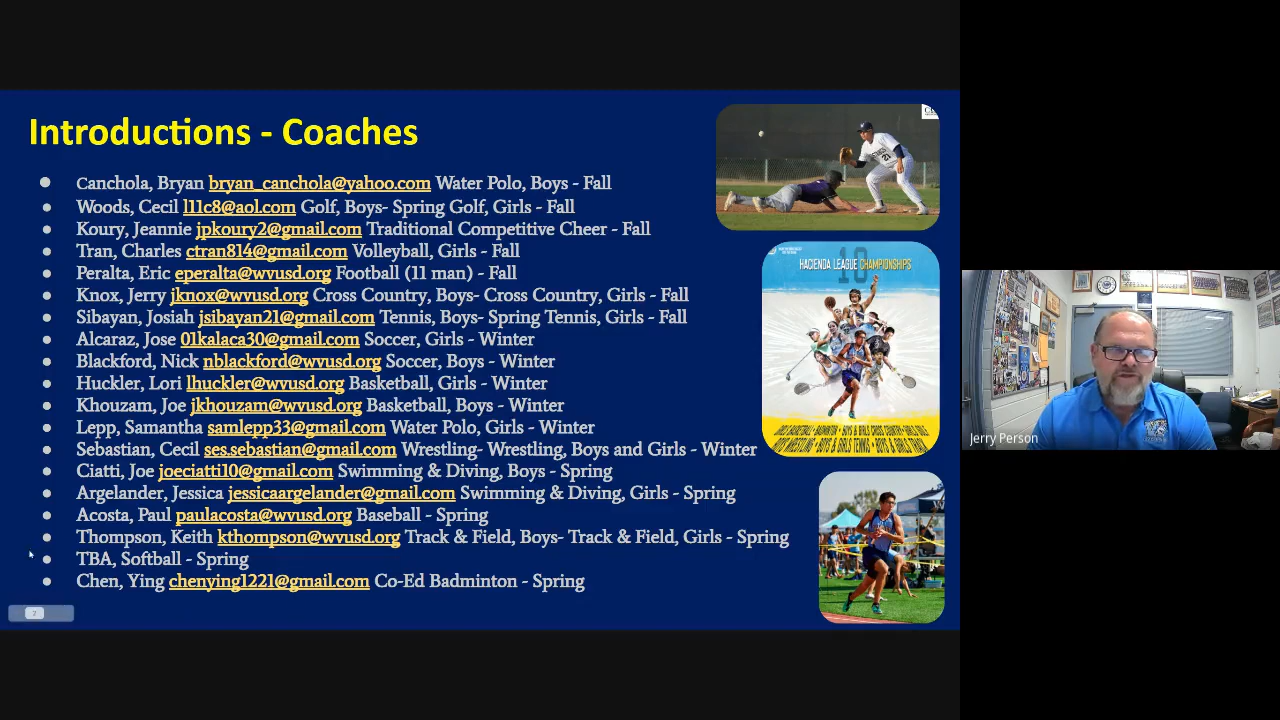 Introductions - Coaches
Canchola, Bryan bryan_canchola@yahoo.com Water Polo, Boys - Fall
Woods, Cecil l11c8@aol.com Golf, Boys- Spring Golf, Girls - Fall
Koury, Jeannie jpkoury2@gmail.com Traditional Competitive Cheer - Fall
Tran, Charles ctran814@gmail.com Volleyball, Girls - Fall
Peralta, Eric eperalta@wvusd.org Football (11 man) - Fall
Knox, Jerry jknox@wvusd.org Cross Country, Boys- Cross Country, Girls - Fall
Sibayan, Josiah jsibayan21@gmail.com Tennis, Boys- Spring Tennis, Girls - Fall
Alcaraz, Jose 01kalaca30@gmail.com Soccer, Girls - Winter
Blackford, Nick nblackford@wvusd.org Soccer, Boys - Winter
Huckler, Lori lhuckler@wvusd.org Basketball, Girls - Winter
Khouzam, Joe jkhouzam@wvusd.org Basketball, Boys - Winter
Lepp, Samantha samlepp33@gmail.com Water Polo, Girls - Winter
Sebastian, Cecil ses.sebastian@gmail.com Wrestling- Wrestling, Boys and Girls - Winter
Ciatti, Joe joeciatti10@gmail.com Swimming & Diving, Boys - Spring
Argelander, Jessica jessicaargelander@gmail.com Swimming & Diving, Girls - Spring
Acosta, Paul paulacosta@wvusd.org Baseball - Spring
Thompson, Keith kthompson@wvusd.org Track & Field, Boys- Track & Field, Girls - Spring
TBA, Softball - Spring
Chen, Ying chenying1221@gmail.com Co-Ed Badminton - Spring
2
21
10
HACIENDA LEAGUE CHAMPIONSHIPS
Jerry Person